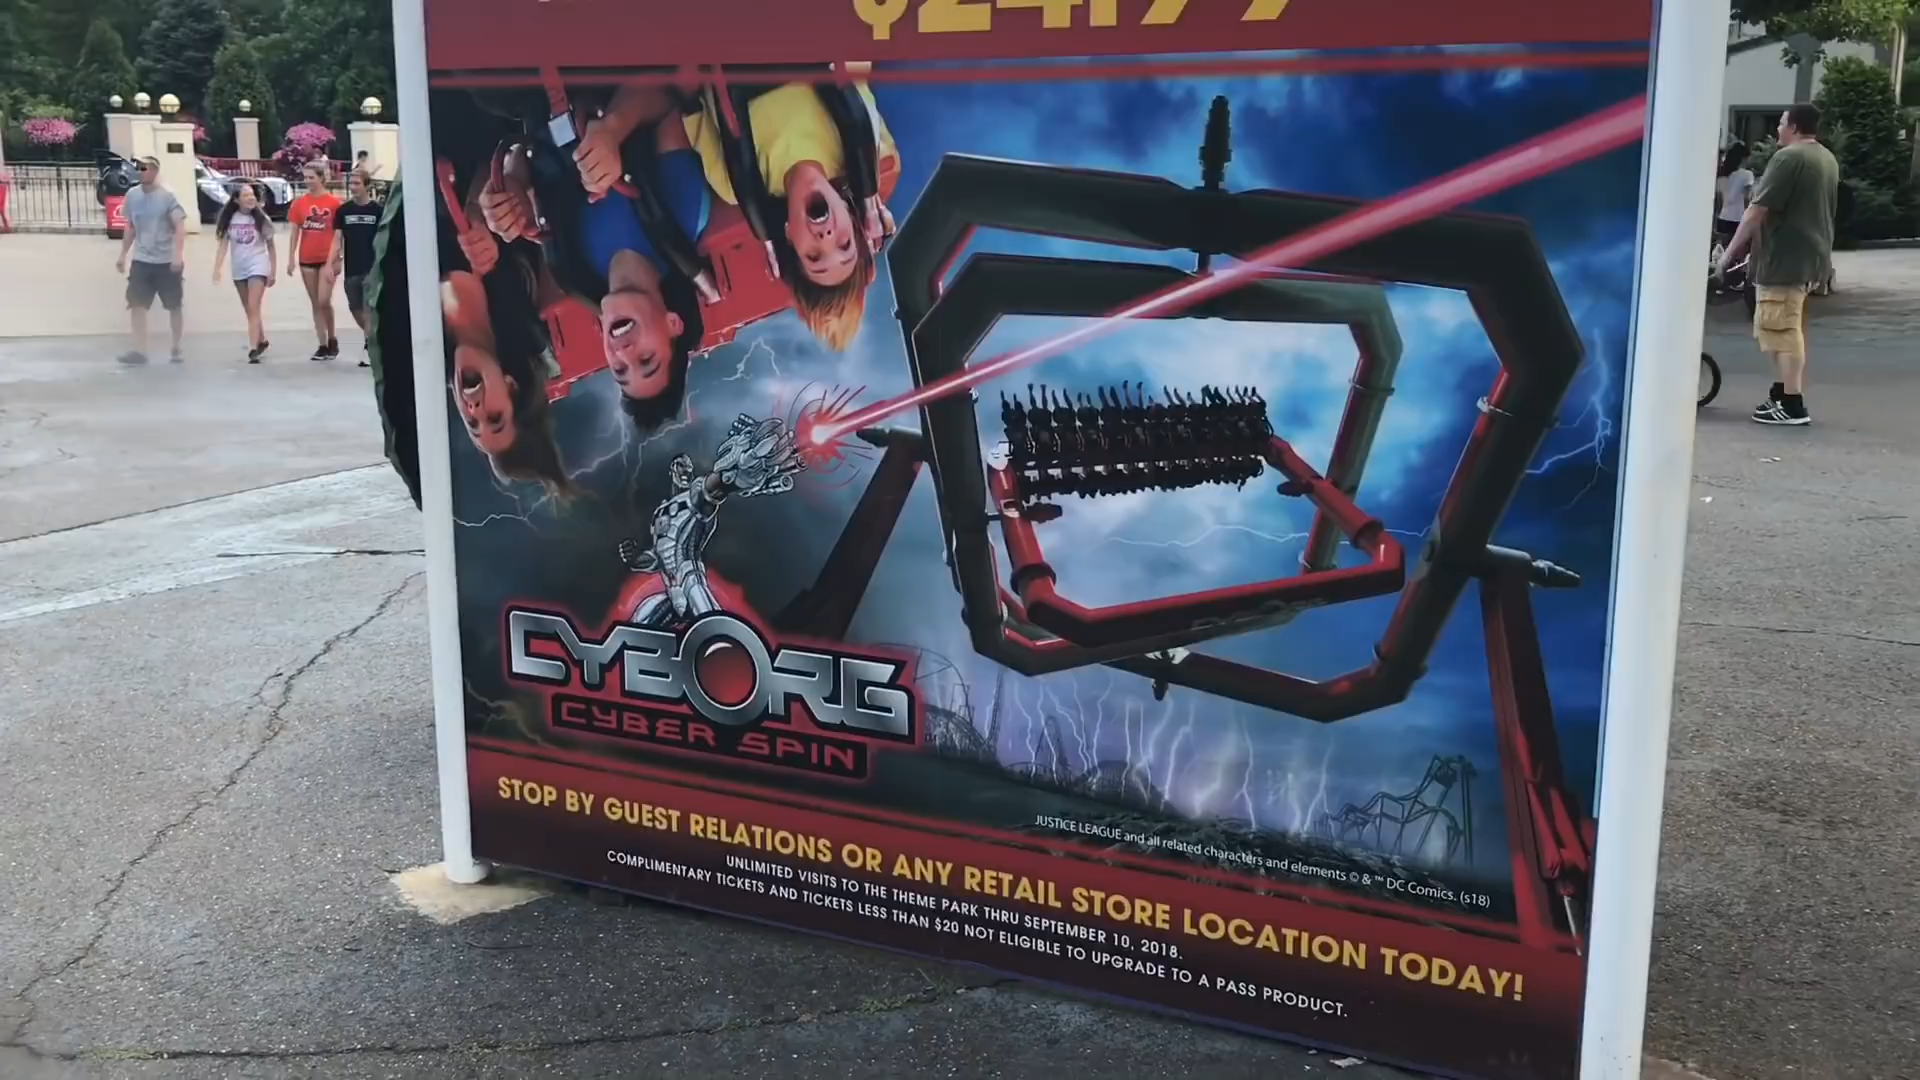 $24.99
CYBORG
CYBER SPIN
STOP BY GUEST RELATIONS OR ANY RETAIL STORE LOCATION TODAY!
UNLIMITED VISITS TO THE THEME PARK THRU SEPTEMBER 10, 2018.
COMPLIMENTARY TICKETS AND TICKETS LESS THAN $20 NOT ELIGIBLE TO UPGRADE TO A PASS PRODUCT.
JUSTICE LEAGUE and all related characters and elements © & ™ DC Comics. (s18)